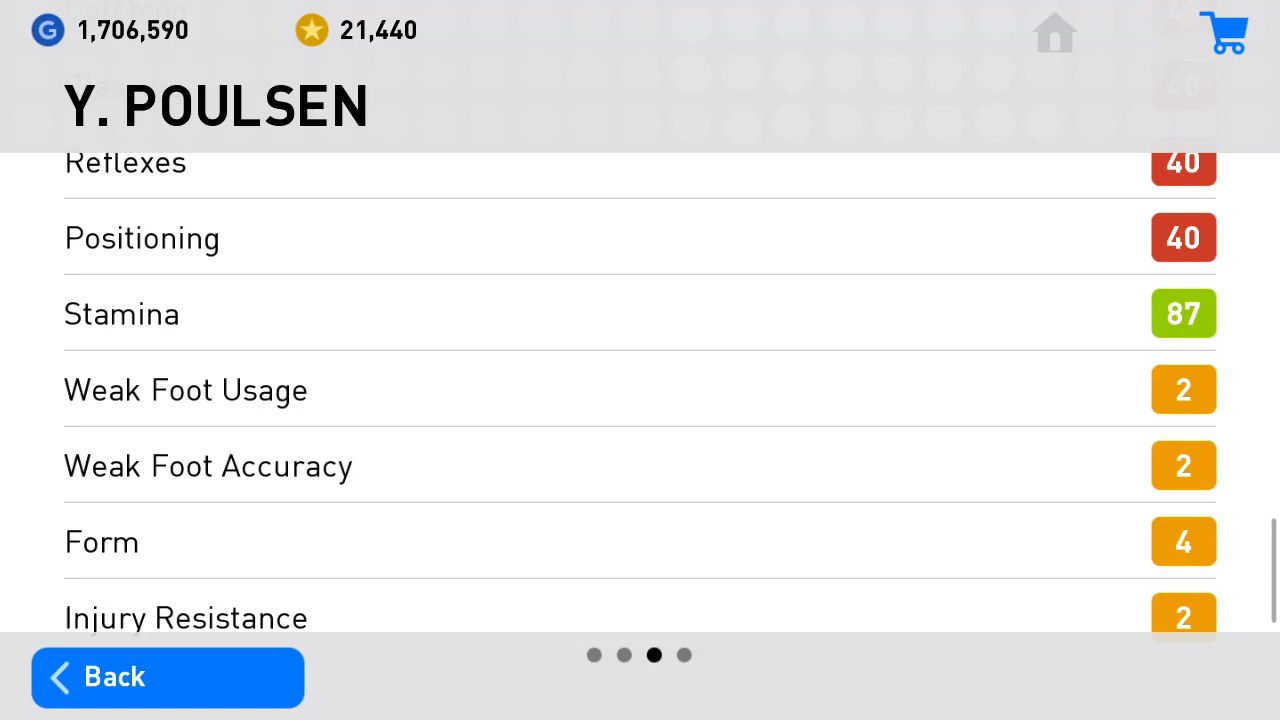 G 1,706,590 21,440
Y. POULSEN
Reflexes 40
Positioning 40
Stamina 87
Weak Foot Usage 2
Weak Foot Accuracy 2
Form 4
Injury Resistance 2
Back